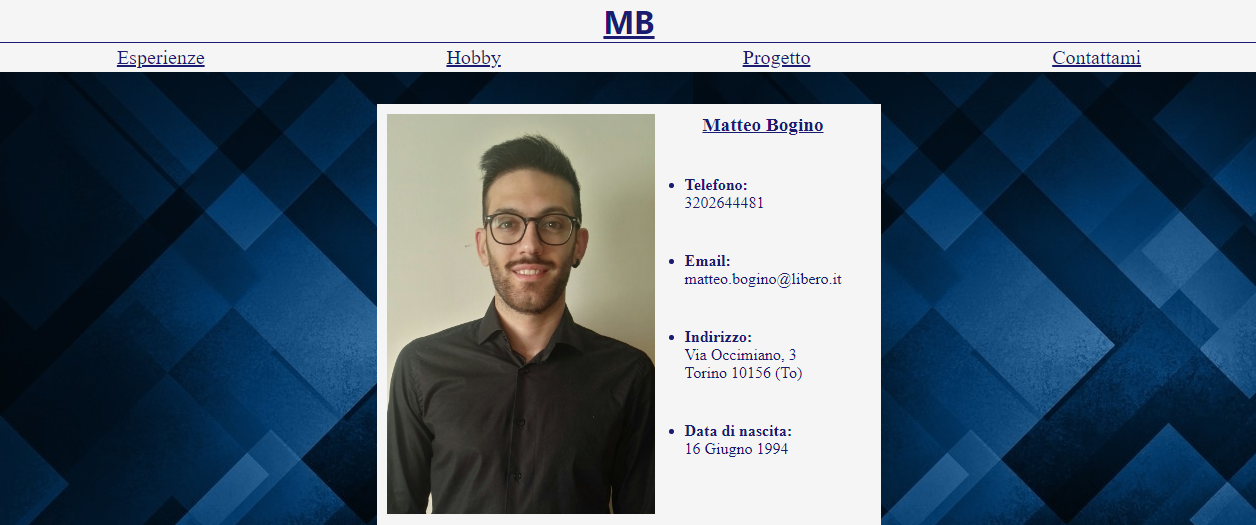 MB
Esperienze Hobby Progetto Contattami
Matteo Bogino
Telefono:
3202644481
Email:
matteo.bogino@libero.it
Indirizzo:
Via Occimiano, 3
Torino 10156 (To)
Data di nascita:
16 Giugno 1994